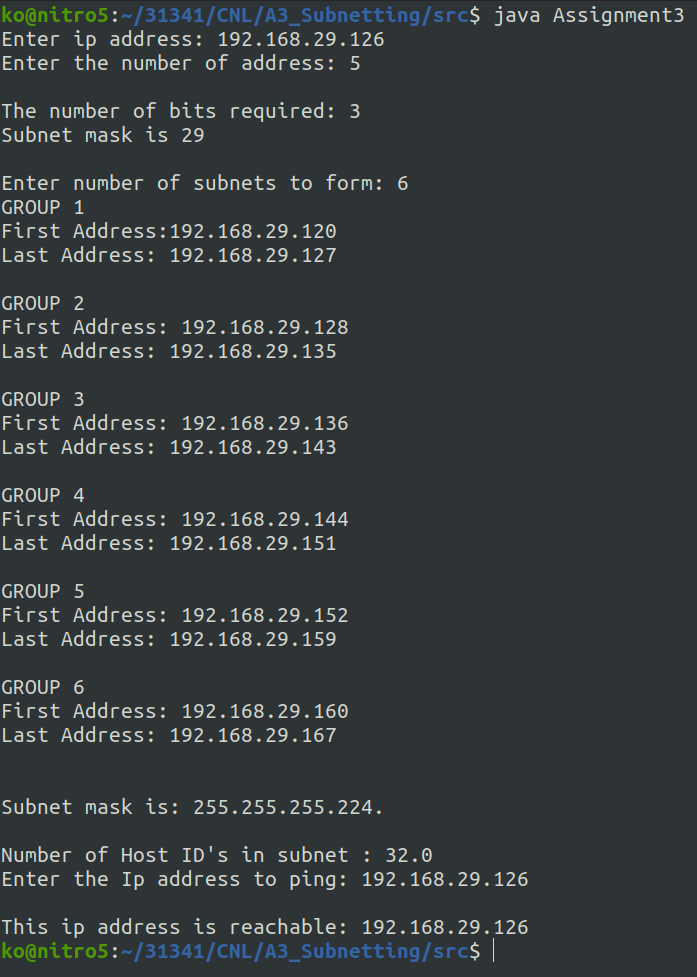 ko@nitro5:~/31341/CNL/A3_Subnetting/src$ java Assignment3
Enter ip address: 192.168.29.126
Enter the number of address: 5
The number of bits required: 3
Subnet mask is 29
Enter number of subnets to form: 6
GROUP 1
First Address:192.168.29.120
Last Address: 192.168.29.127
GROUP 2
First Address: 192.168.29.128
Last Address: 192.168.29.135
GROUP 3
First Address: 192.168.29.136
Last Address: 192.168.29.143
GROUP 4
First Address: 192.168.29.144
Last Address: 192.168.29.151
GROUP 5
First Address: 192.168.29.152
Last Address: 192.168.29.159
GROUP 6
First Address: 192.168.29.160
Last Address: 192.168.29.167
Subnet mask is: 255.255.255.224.
Number of Host ID's in subnet : 32.0
Enter the Ip address to ping: 192.168.29.126
This ip address is reachable: 192.168.29.126
ko@nitro5:~/31341/CNL/A3_Subnetting/src$